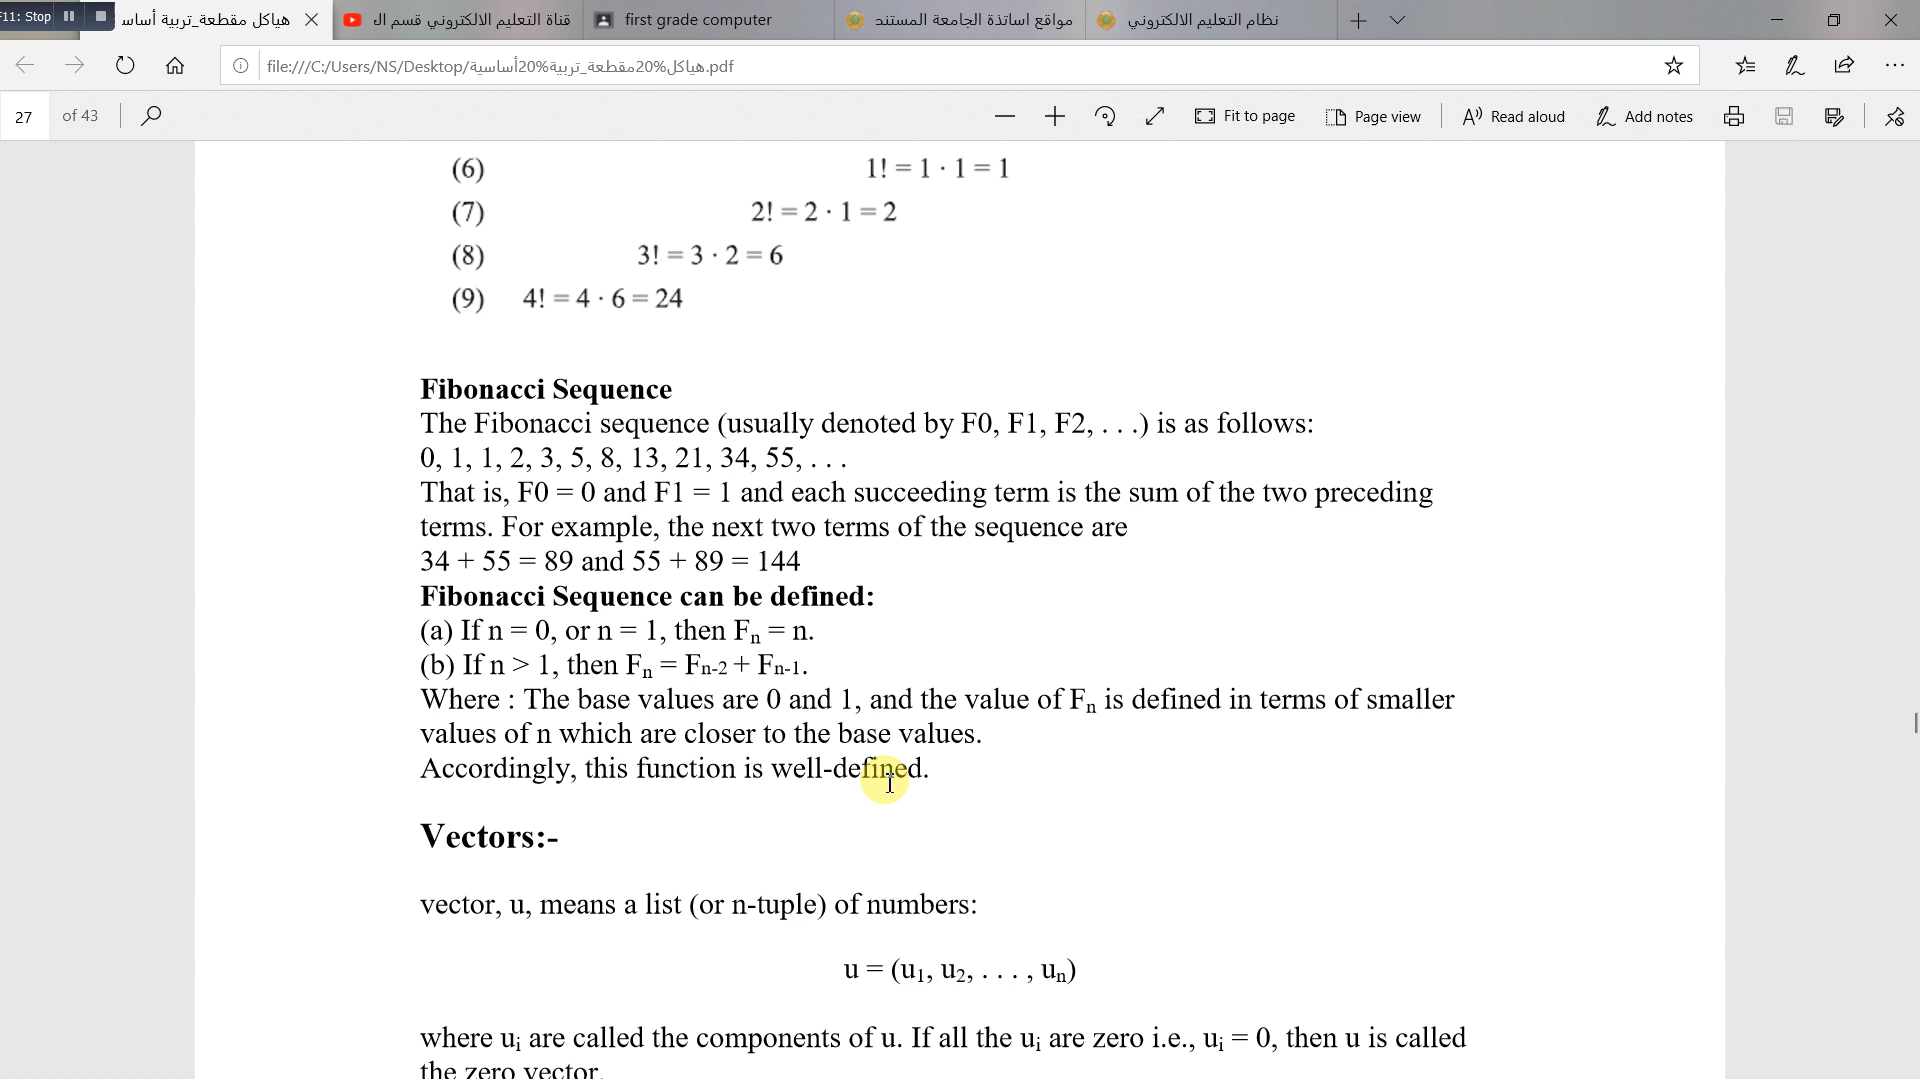 F11: Stop
هياكل مقطعة_تربية أساس
قناة التعليم الالكتروني قسم ال
first grade computer
مواقع اساتذة الجامعة المستند
نظام التعليم الالكتروني
file:///C:/Users/NS/Desktop/هياكل%20مقطعة_تربية%20أساسية.pdf
27 of 43
Fit to page
Page view
Read aloud
Add notes
(6) 1! = 1 · 1 = 1
(7) 2! = 2 · 1 = 2
(8) 3! = 3 · 2 = 6
(9) 4! = 4 · 6 = 24
Fibonacci Sequence
The Fibonacci sequence (usually denoted by F0, F1, F2, . . .) is as follows:
0, 1, 1, 2, 3, 5, 8, 13, 21, 34, 55, . . .
That is, F0 = 0 and F1 = 1 and each succeeding term is the sum of the two preceding
terms. For example, the next two terms of the sequence are
34 + 55 = 89 and 55 + 89 = 144
Fibonacci Sequence can be defined:
(a) If n = 0, or n = 1, then Fₙ = n.
(b) If n > 1, then Fₙ = Fn-2 + Fn-1.
Where : The base values are 0 and 1, and the value of Fₙ is defined in terms of smaller
values of n which are closer to the base values.
Accordingly, this function is well-defined.
Vectors:-
vector, u, means a list (or n-tuple) of numbers:
u = (u₁, u₂, . . . , uₙ)
where uᵢ are called the components of u. If all the uᵢ are zero i.e., uᵢ = 0, then u is called
the zero vector.